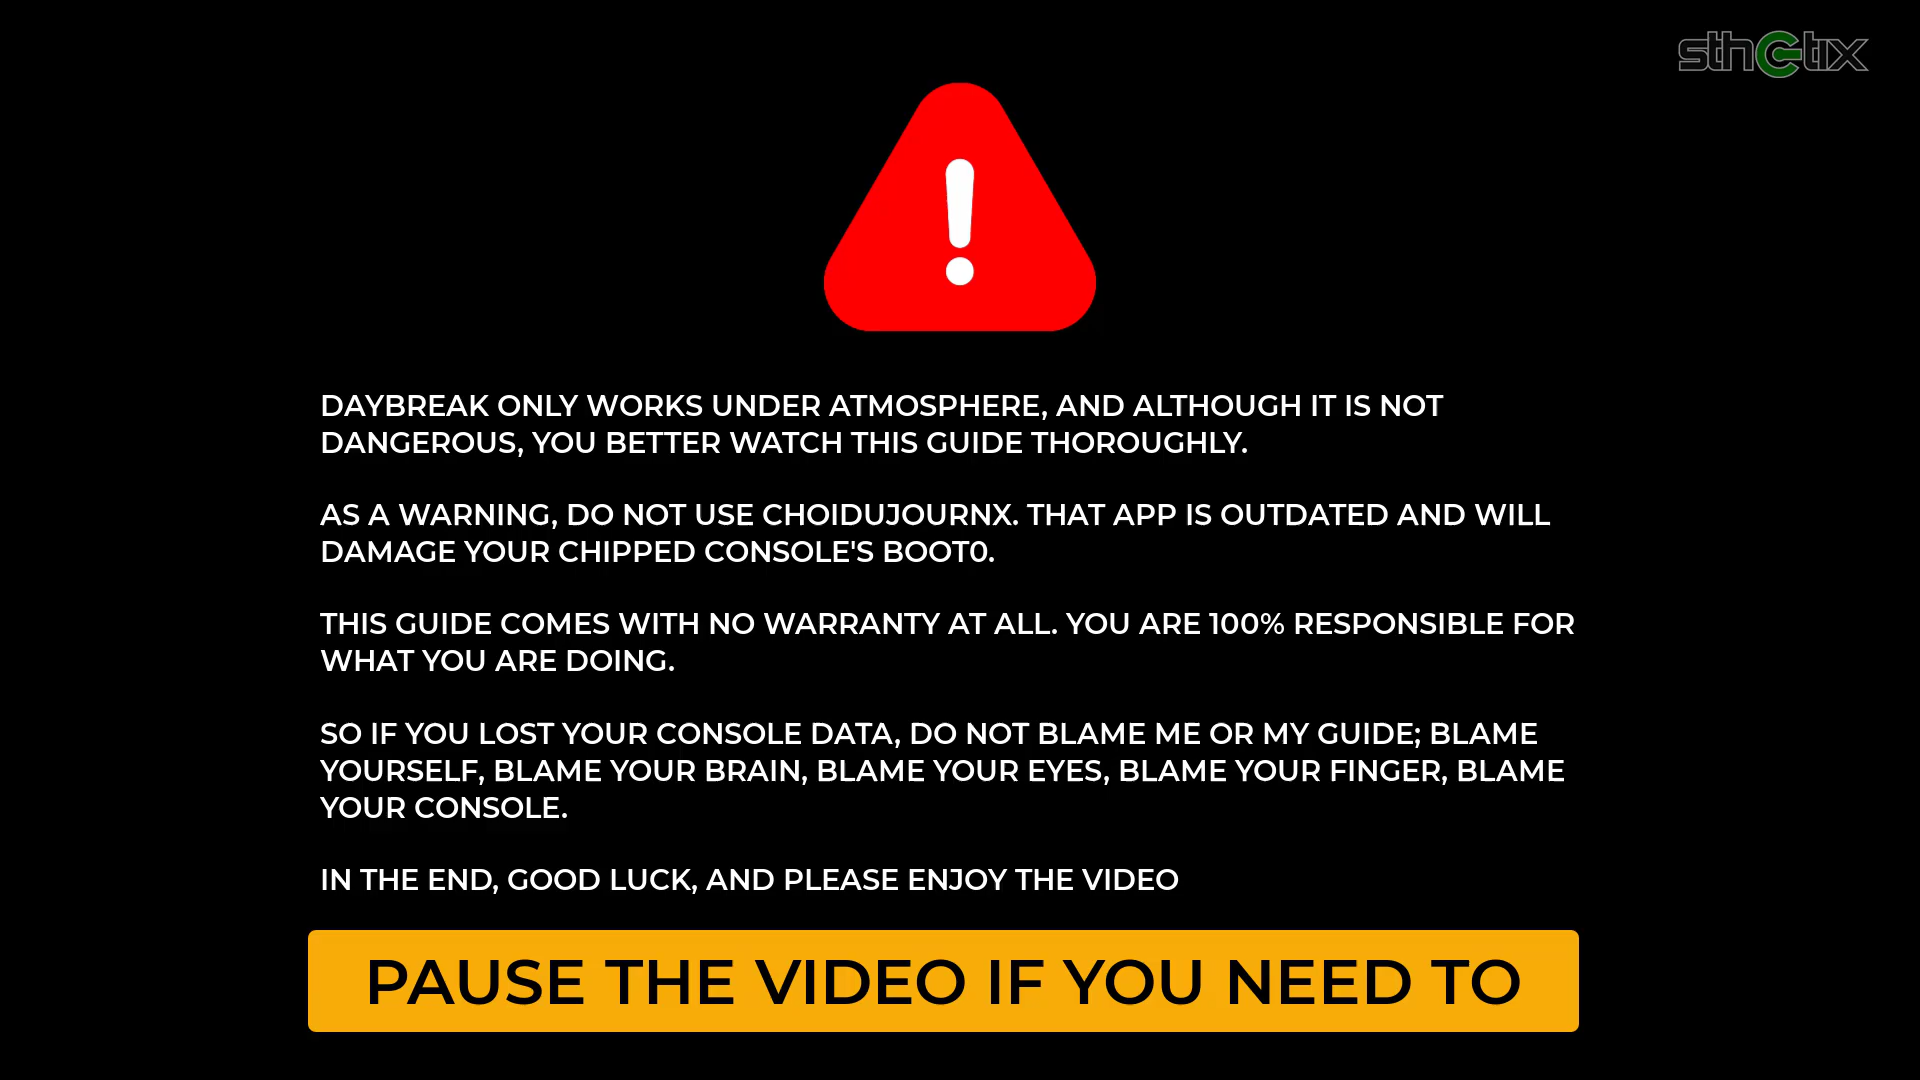 sthetix
!
DAYBREAK ONLY WORKS UNDER ATMOSPHERE, AND ALTHOUGH IT IS NOT
DANGEROUS, YOU BETTER WATCH THIS GUIDE THOROUGHLY.
AS A WARNING, DO NOT USE CHOIDUJOURNX. THAT APP IS OUTDATED AND WILL
DAMAGE YOUR CHIPPED CONSOLE'S BOOT0.
THIS GUIDE COMES WITH NO WARRANTY AT ALL. YOU ARE 100% RESPONSIBLE FOR
WHAT YOU ARE DOING.
SO IF YOU LOST YOUR CONSOLE DATA, DO NOT BLAME ME OR MY GUIDE; BLAME
YOURSELF, BLAME YOUR BRAIN, BLAME YOUR EYES, BLAME YOUR FINGER, BLAME
YOUR CONSOLE.
IN THE END, GOOD LUCK, AND PLEASE ENJOY THE VIDEO
PAUSE THE VIDEO IF YOU NEED TO